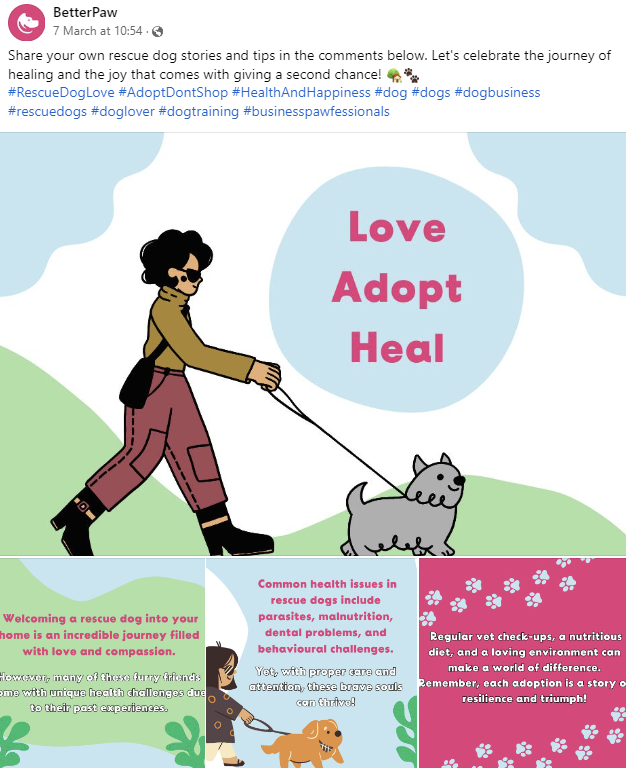 BetterPaw
7 March at 10:54 ·
Share your own rescue dog stories and tips in the comments below. Let's celebrate the journey of
healing and the joy that comes with giving a second chance!
#RescueDogLove #AdoptDontShop #HealthAndHappiness #dog #dogs #dogbusiness
#rescuedogs #doglover #dogtraining #businesspawfessionals
Love
Adopt
Heal
Welcoming a rescue dog into your
home is an incredible journey filled
with love and compassion.
However, many of these furry friends
ome with unique health challenges due
to their past experiences.
Common health issues in
rescue dogs include
parasites, malnutrition,
dental problems, and
behavioural challenges.
Yet, with proper care and
attention, these brave souls
can thrive!
Regular vet check-ups, a nutritious
diet, and a loving environment can
make a world of difference.
Remember, each adoption is a story o
resilience and triumph!